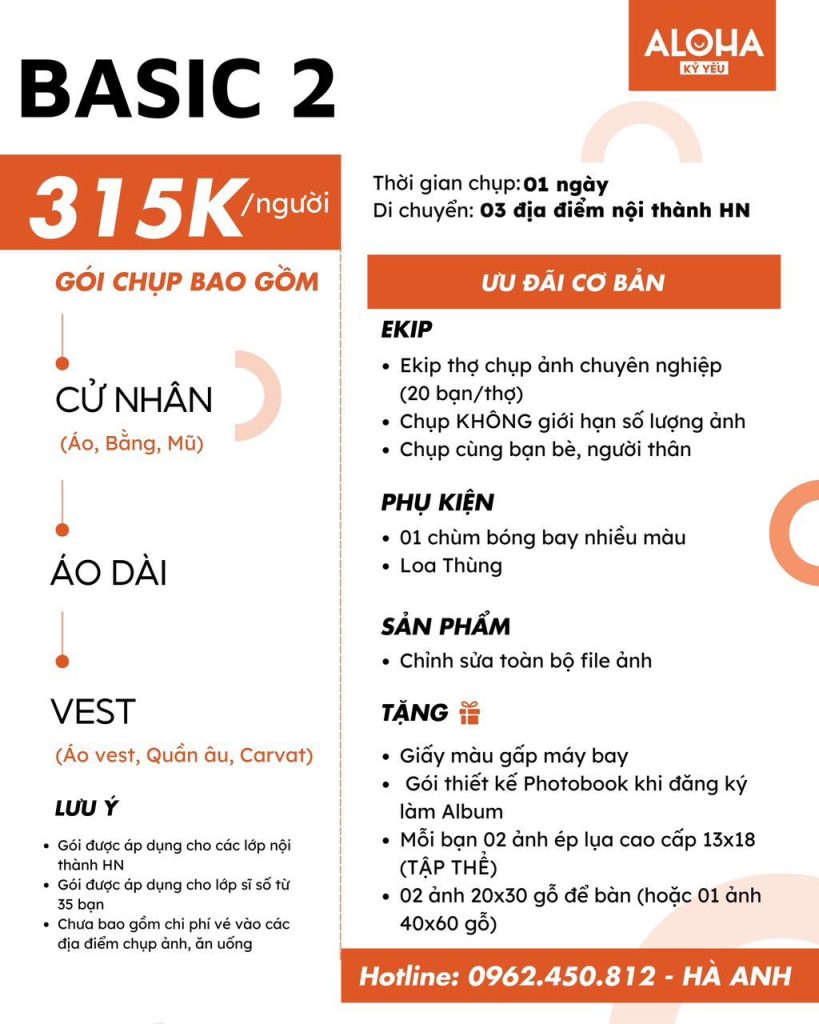 ALOHA
KỶ YẾU
BASIC 2
315K/người
Thời gian chụp: 01 ngày
Di chuyển: 03 địa điểm nội thành HN
GÓI CHỤP BAO GỒM
CỬ NHÂN
(Áo, Bằng, Mũ)
ÁO DÀI
VEST
(Áo vest, Quần âu, Carvat)
LƯU Ý
• Gói được áp dụng cho các lớp nội
thành HN
• Gói được áp dụng cho lớp sĩ số từ
35 bạn
• Chưa bao gồm chi phí vé vào các
địa điểm chụp ảnh, ăn uống
ƯU ĐÃI CƠ BẢN
EKIP
• Ekip thợ chụp ảnh chuyên nghiệp
(20 bạn/thợ)
• Chụp KHÔNG giới hạn số lượng ảnh
• Chụp cùng bạn bè, người thân
PHỤ KIỆN
• 01 chùm bóng bay nhiều màu
• Loa Thùng
SẢN PHẨM
• Chỉnh sửa toàn bộ file ảnh
TẶNG
• Giấy màu gấp máy bay
• Gói thiết kế Photobook khi đăng ký
làm Album
• Mỗi bạn 02 ảnh ép lụa cao cấp 13x18
(TẬP THỂ)
• 02 ảnh 20x30 gỗ để bàn (hoặc 01 ảnh
40x60 gỗ)
Hotline: 0962.450.812 - HÀ ANH